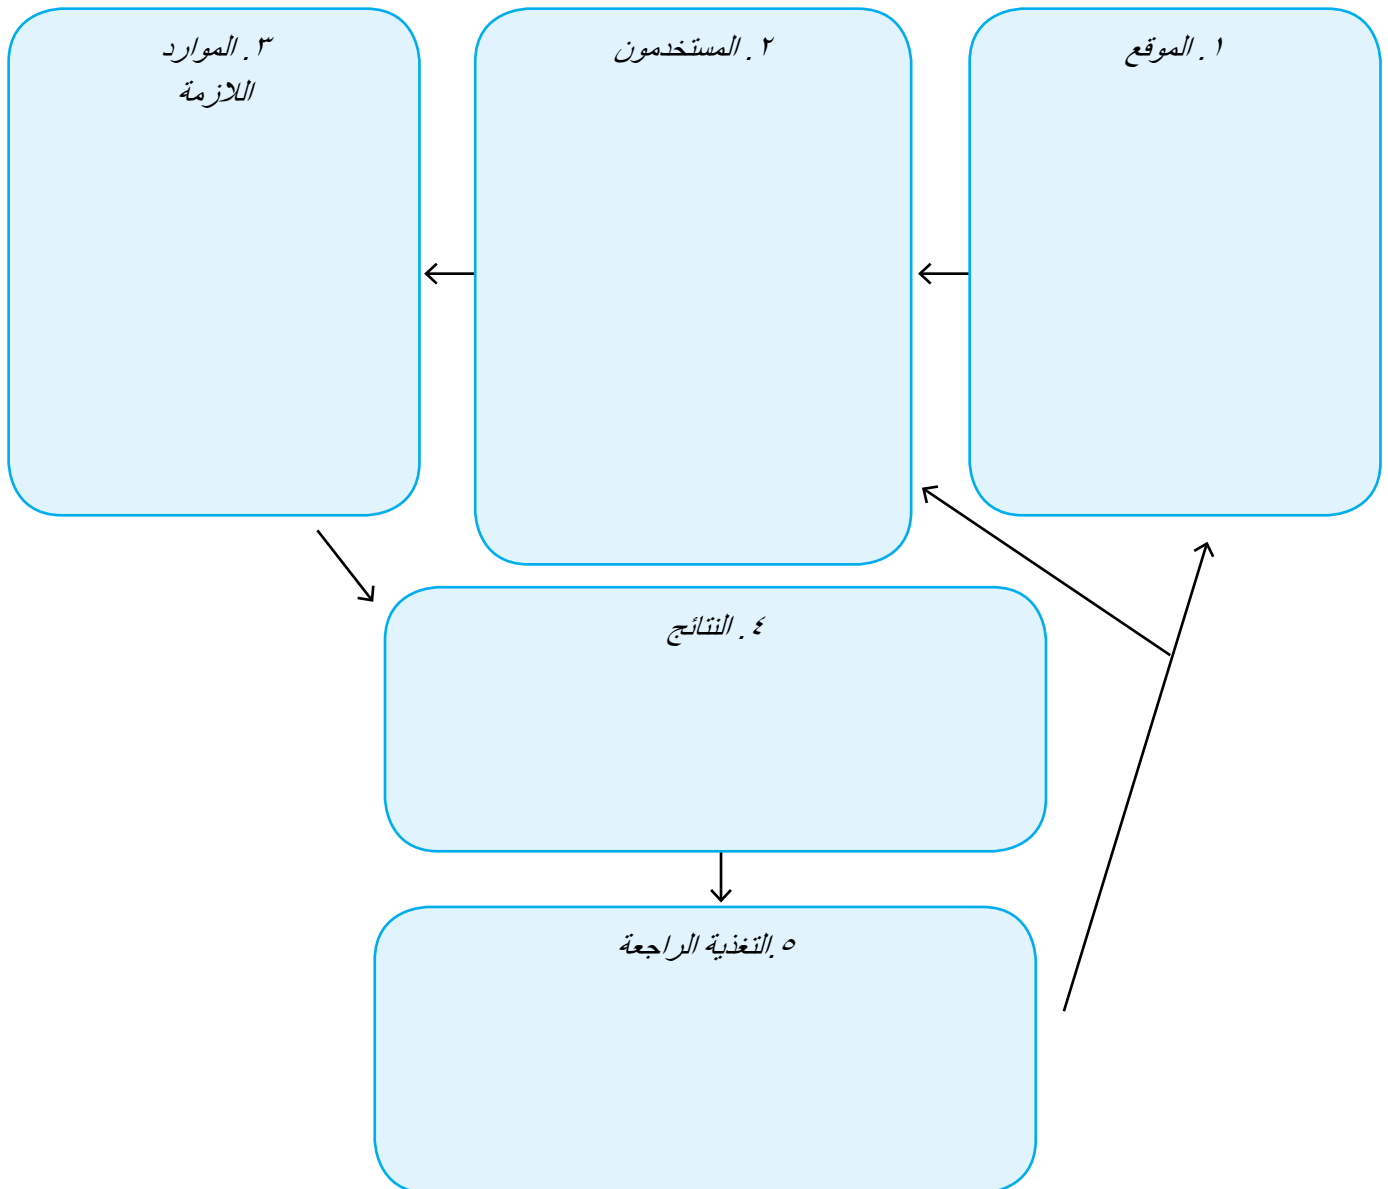 ١. الموقع
٢. المستخدمون
٣. الموارد
اللازمة
٤. النتائج
٥.التغذية الراجعة